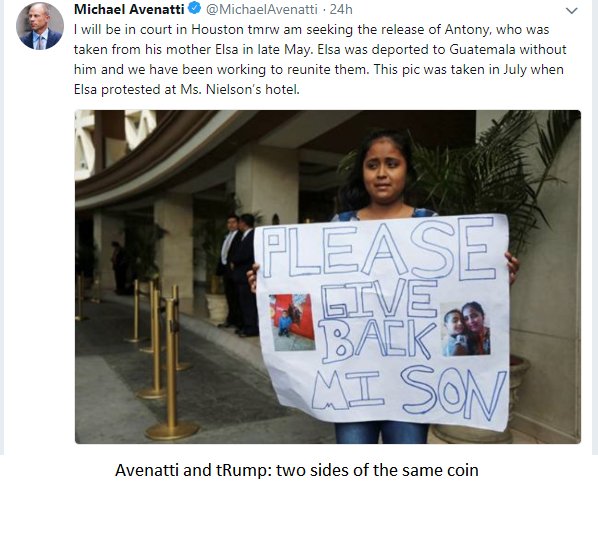 Michael Avenatti @MichaelAvenatti · 24h
I will be in court in Houston tmrw am seeking the release of Antony, who was
taken from his mother Elsa in late May. Elsa was deported to Guatemala without
him and we have been working to reunite them. This pic was taken in July when
Elsa protested at Ms. Nielson's hotel.
PLEASE
GIVE
BACK
MI SON
Avenatti and tRump: two sides of the same coin